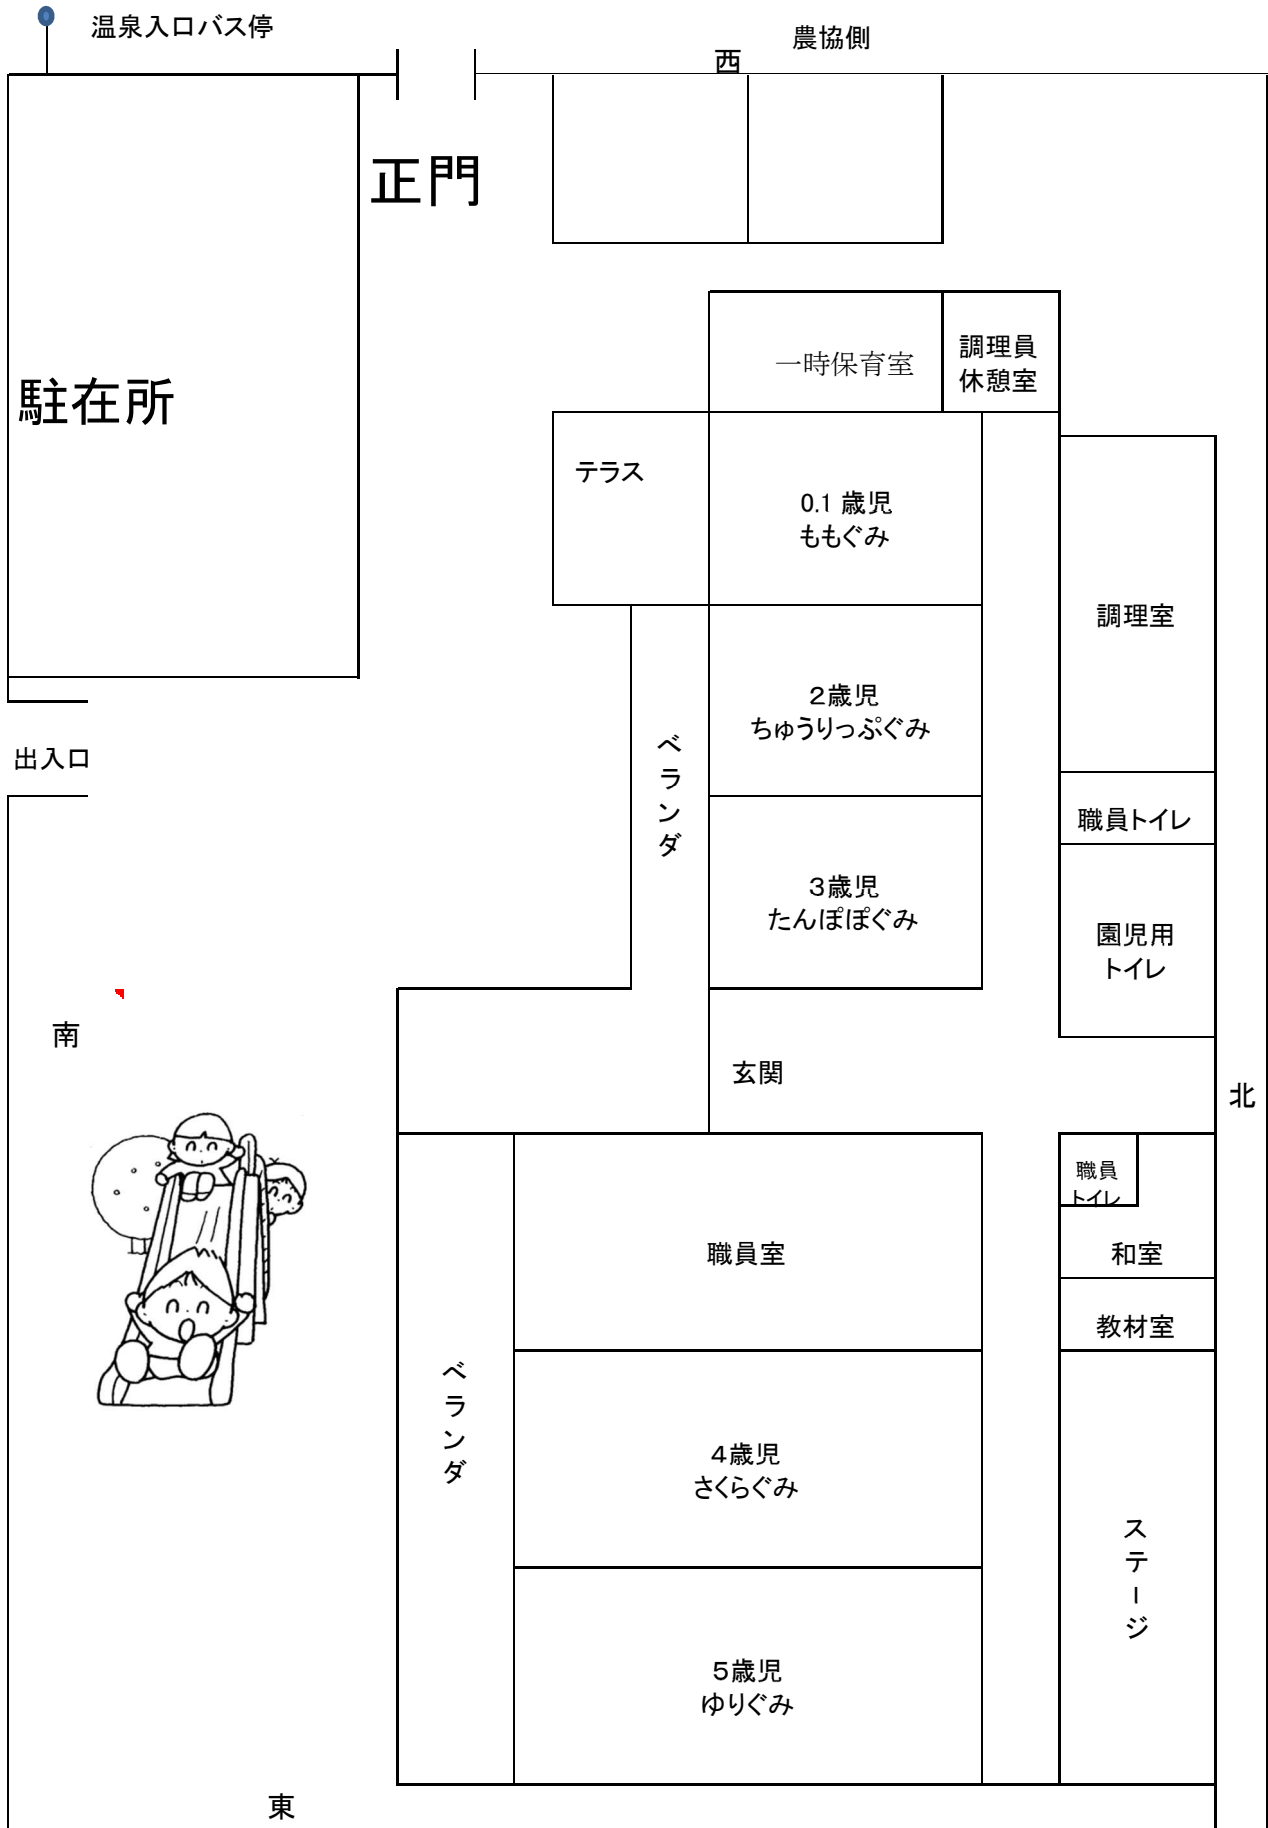 温泉入口バス停
農協側
西
正門
一時保育室
調理員
休憩室
駐在所
テラス
0.1 歳児
ももぐみ
調理室
2歳児
ちゅうりっぷぐみ
ベランダ
出入口
職員トイレ
3歳児
たんぽぽぐみ
園児用
トイレ
南
玄関
北
職員
トイレ
職員室
和室
教材室
ベランダ
4歳児
さくらぐみ
ステージ
5歳児
ゆりぐみ
東